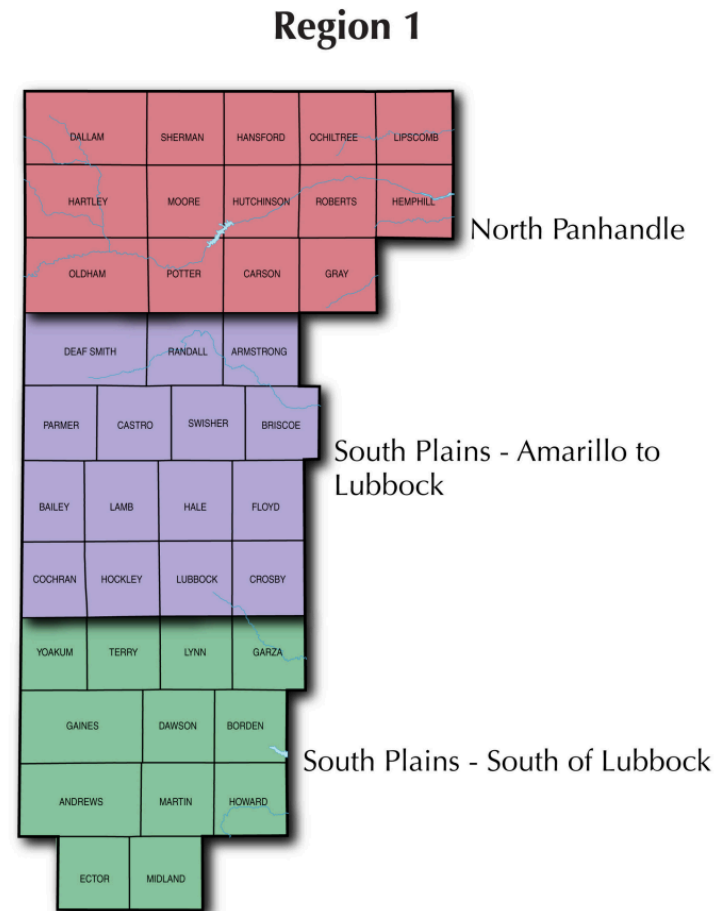 Region 1
DALLAM
SHERMAN
HANSFORD
OCHILTREE
LIPSCOMB
HARTLEY
MOORE
HUTCHINSON
ROBERTS
HEMPHILL
North Panhandle
OLDHAM
POTTER
CARSON
GRAY
DEAF SMITH
RANDALL
ARMSTRONG
PARMER
CASTRO
SWISHER
BRISCOE
South Plains - Amarillo to
Lubbock
BAILEY
LAMB
HALE
FLOYD
COCHRAN
HOCKLEY
LUBBOCK
CROSBY
YOAKUM
TERRY
LYNN
GARZA
GAINES
DAWSON
BORDEN
South Plains - South of Lubbock
ANDREWS
MARTIN
HOWARD
ECTOR
MIDLAND